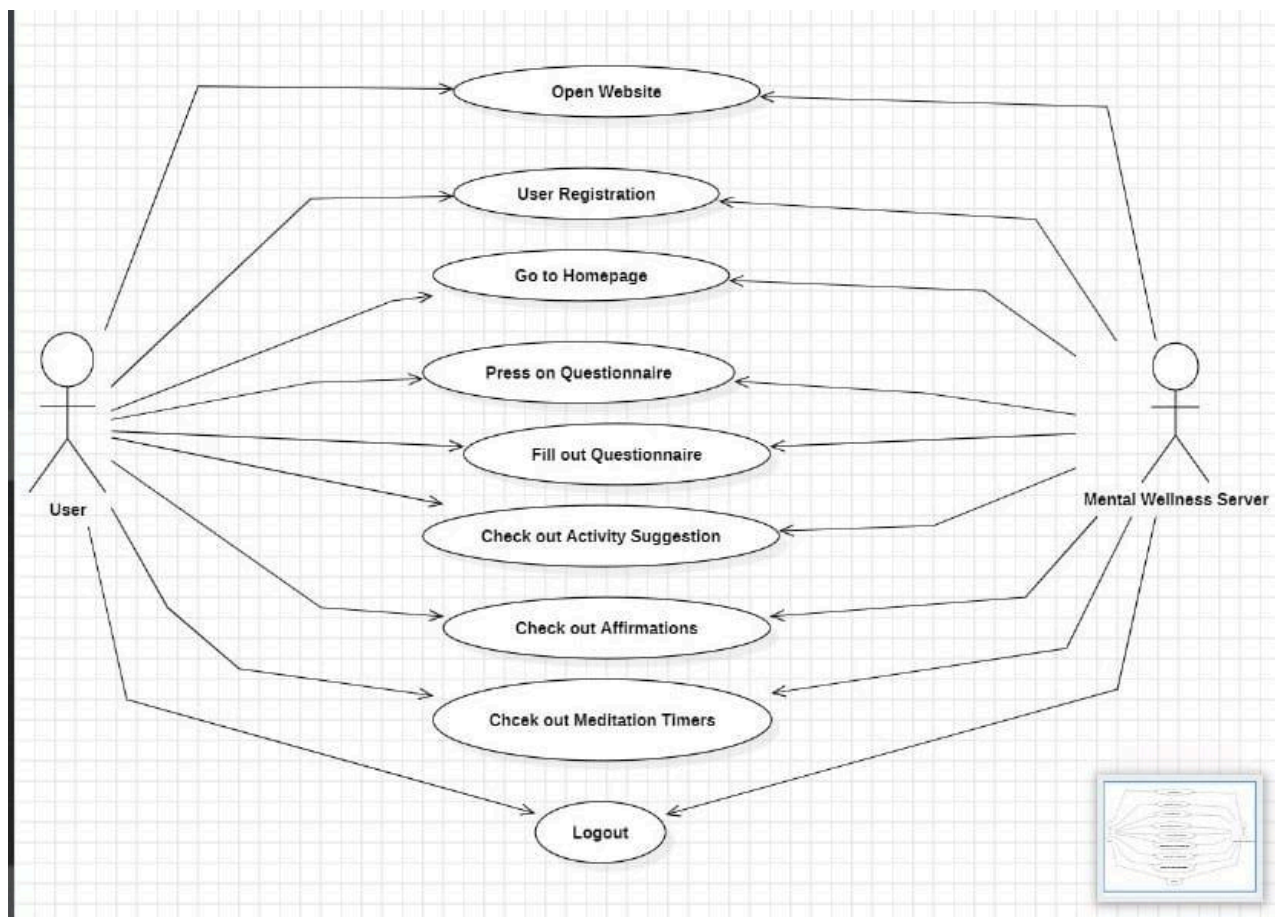 Open Website
User Registration
Go to Homepage
Press on Questionnaire
Fill out Questionnaire
Check out Activity Suggestion
Check out Affirmations
Chcek out Meditation Timers
Logout
User
Mental Wellness Server